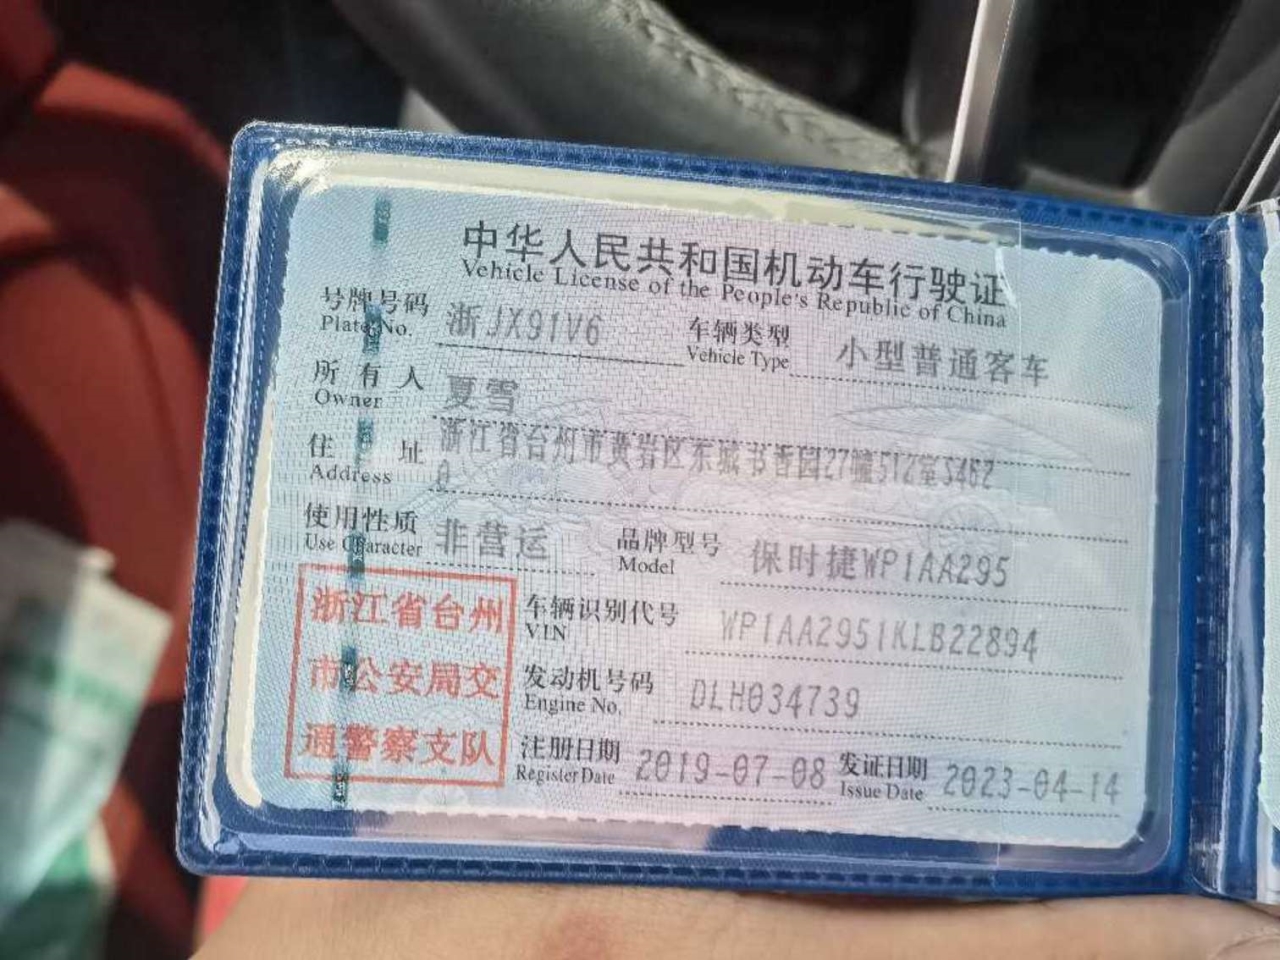 中华人民共和国机动车行驶证
Vehicle License of the People's Republic of China
号牌号码 浙JX91V6 车辆类型 小型普通客车
Plate No. Vehicle Type
所有人 夏雪
Owner
住址 浙江省台州市黄岩区东城书香园27幢512室S462
Address 0
使用性质 非营运 品牌型号 保时捷WP1AA295
Use Character Model
浙江省台州 车辆识别代号 WP1AA2951KLB22894
VIN
市公安局交 发动机号码 DLH034739
Engine No.
通警察支队 注册日期 2019-07-08 发证日期 2023-04-14
Register Date Issue Date